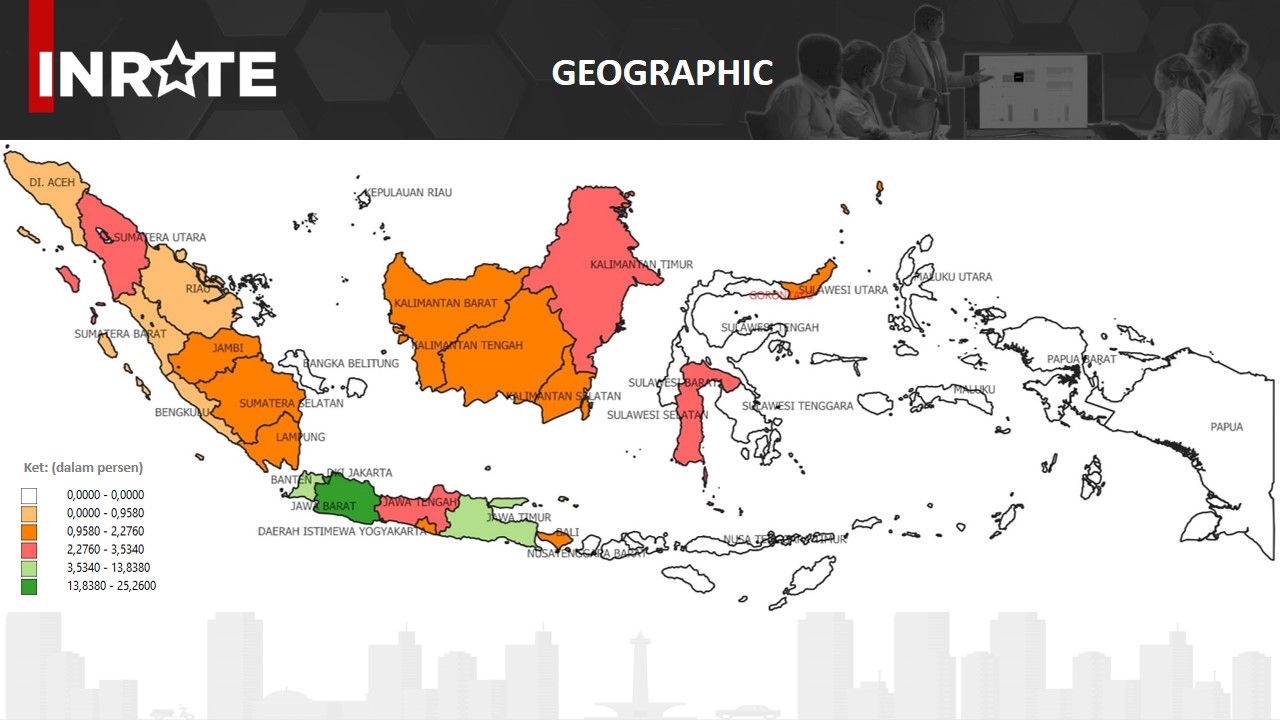 INRATE
GEOGRAPHIC
DI. ACEH
KEPULAUAN RIAU
SUMATERA UTARA
KALIMANTAN TIMUR
MALUKU UTARA
RIAU
SULAWESI UTARA
GORONTALO
KALIMANTAN BARAT
SULAWESI TENGAH
SUMATERA BARAT
KALIMANTAN TENGAH
JAMBI
PAPUA BARAT
BANGKA BELITUNG
SULAWESI BARAT
MALUKU
KALIMANTAN SELATAN
SUMATERA SELATAN
SULAWESI TENGGARA
BENGKULU
SULAWESI SELATAN
PAPUA
LAMPUNG
Ket: (dalam persen)
DKI JAKARTA
BANTEN
0,0000 - 0,0000
JAWA BARAT
JAWA TENGAH
0,0000 - 0,9580
JAWA TIMUR
0,9580 - 2,2760
DAERAH ISTIMEWA YOGYAKARTA
BALI
NUSA TENGGARA TIMUR
2,2760 - 3,5340
NUSATENGGARA BARAT
3,5340 - 13,8380
13,8380 - 25,2600